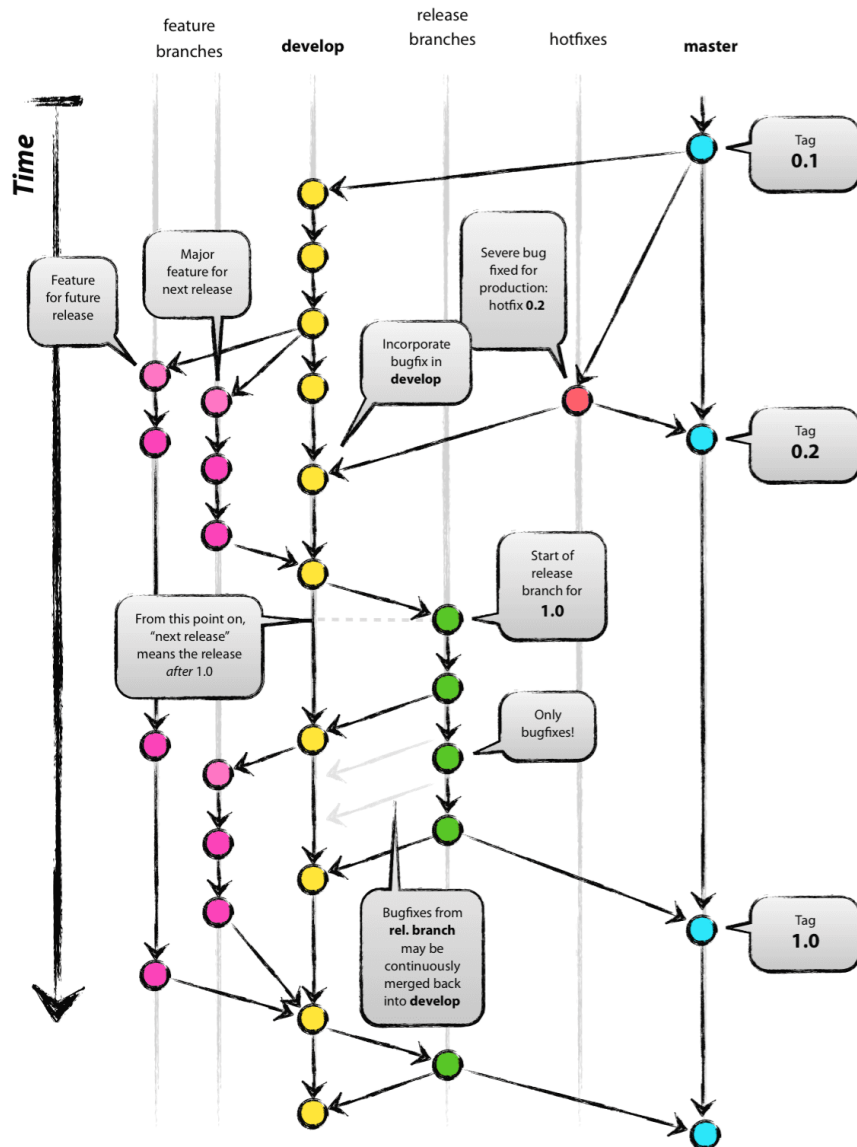 feature
branches
develop
release
branches
hotfixes
master
Time
Tag
0.1
Major
feature for
next release
Feature
for future
release
Severe bug
fixed for
production:
hotfix 0.2
Incorporate
bugfix in
develop
Tag
0.2
Start of
release
branch for
1.0
From this point on,
“next release”
means the release
after 1.0
Only
bugfixes!
Bugfixes from
rel. branch
may be
continuously
merged back
into develop
Tag
1.0